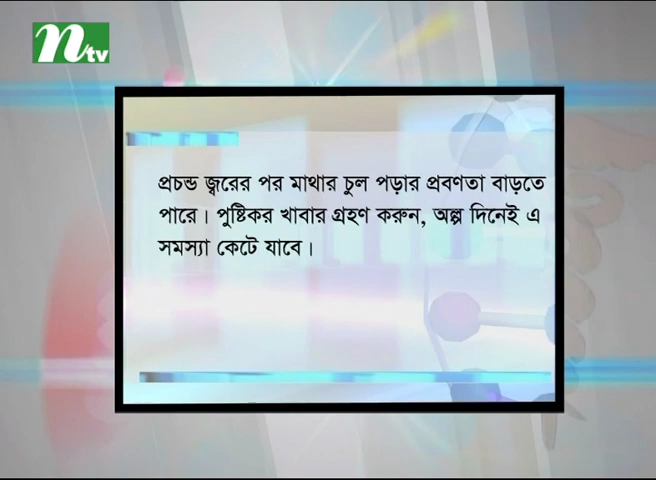 ntv
প্রচন্ড জ্বরের পর মাথার চুল পড়ার প্রবণতা বাড়তে
পারে। পুষ্টিকর খাবার গ্রহণ করুন, অল্প দিনেই এ
সমস্যা কেটে যাবে।